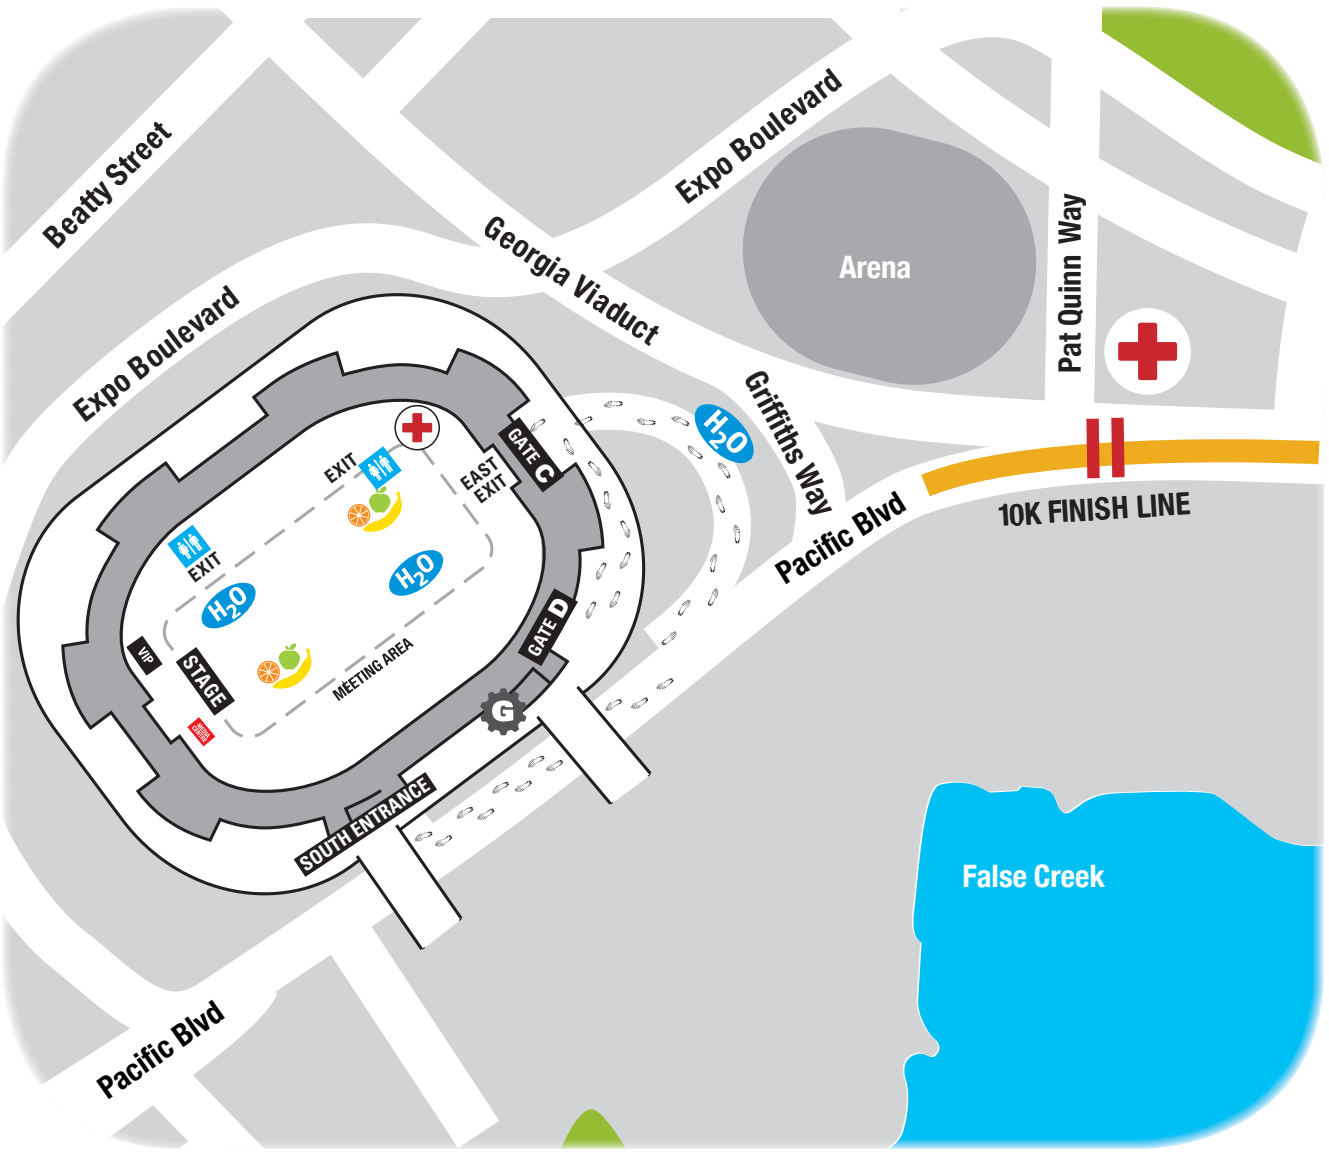 Beatty Street
Expo Boulevard
Georgia Viaduct
Expo Boulevard
Arena
Pat Quinn Way
Griffiths Way
H2O
Pacific Blvd
10K FINISH LINE
GATE C
EXIT
EAST
EXIT
EXIT
H2O
H2O
GATE D
VIP
STAGE
MEETING AREA
MEDIA
CENTRE
G
SOUTH ENTRANCE
False Creek
Pacific Blvd